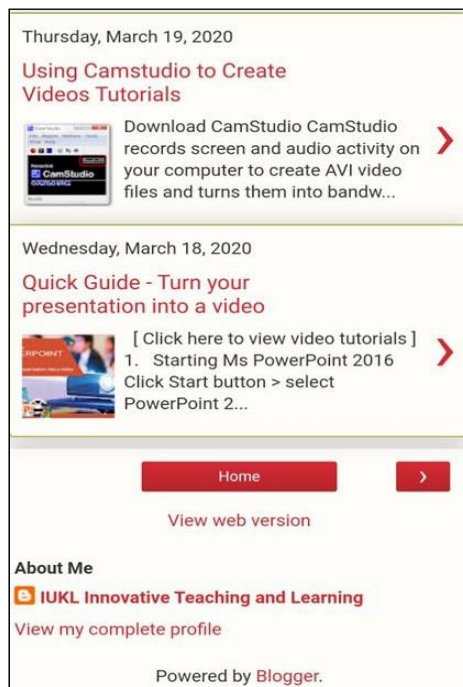 Thursday, March 19, 2020
Using Camstudio to Create
Videos Tutorials
Download CamStudio CamStudio
records screen and audio activity on
your computer to create AVI video
files and turns them into bandw...
CamStudio
Wednesday, March 18, 2020
Quick Guide - Turn your
presentation into a video
[ Click here to view video tutorials ]
1. Starting Ms PowerPoint 2016
Click Start button > select
PowerPoint 2...
Home
View web version
About Me
IUKL Innovative Teaching and Learning
View my complete profile
Powered by Blogger.